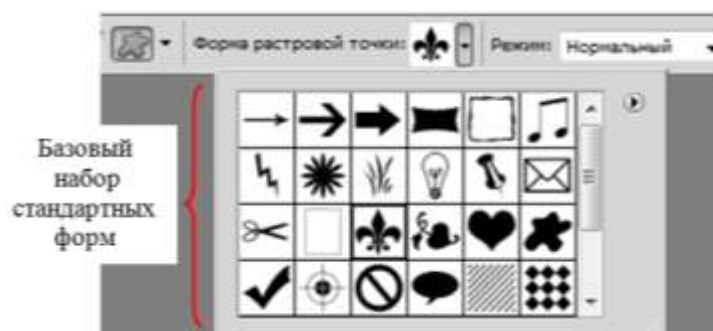 Форма растровой точки:
Режим: Нормальный
Базовый
набор
стандартных
форм